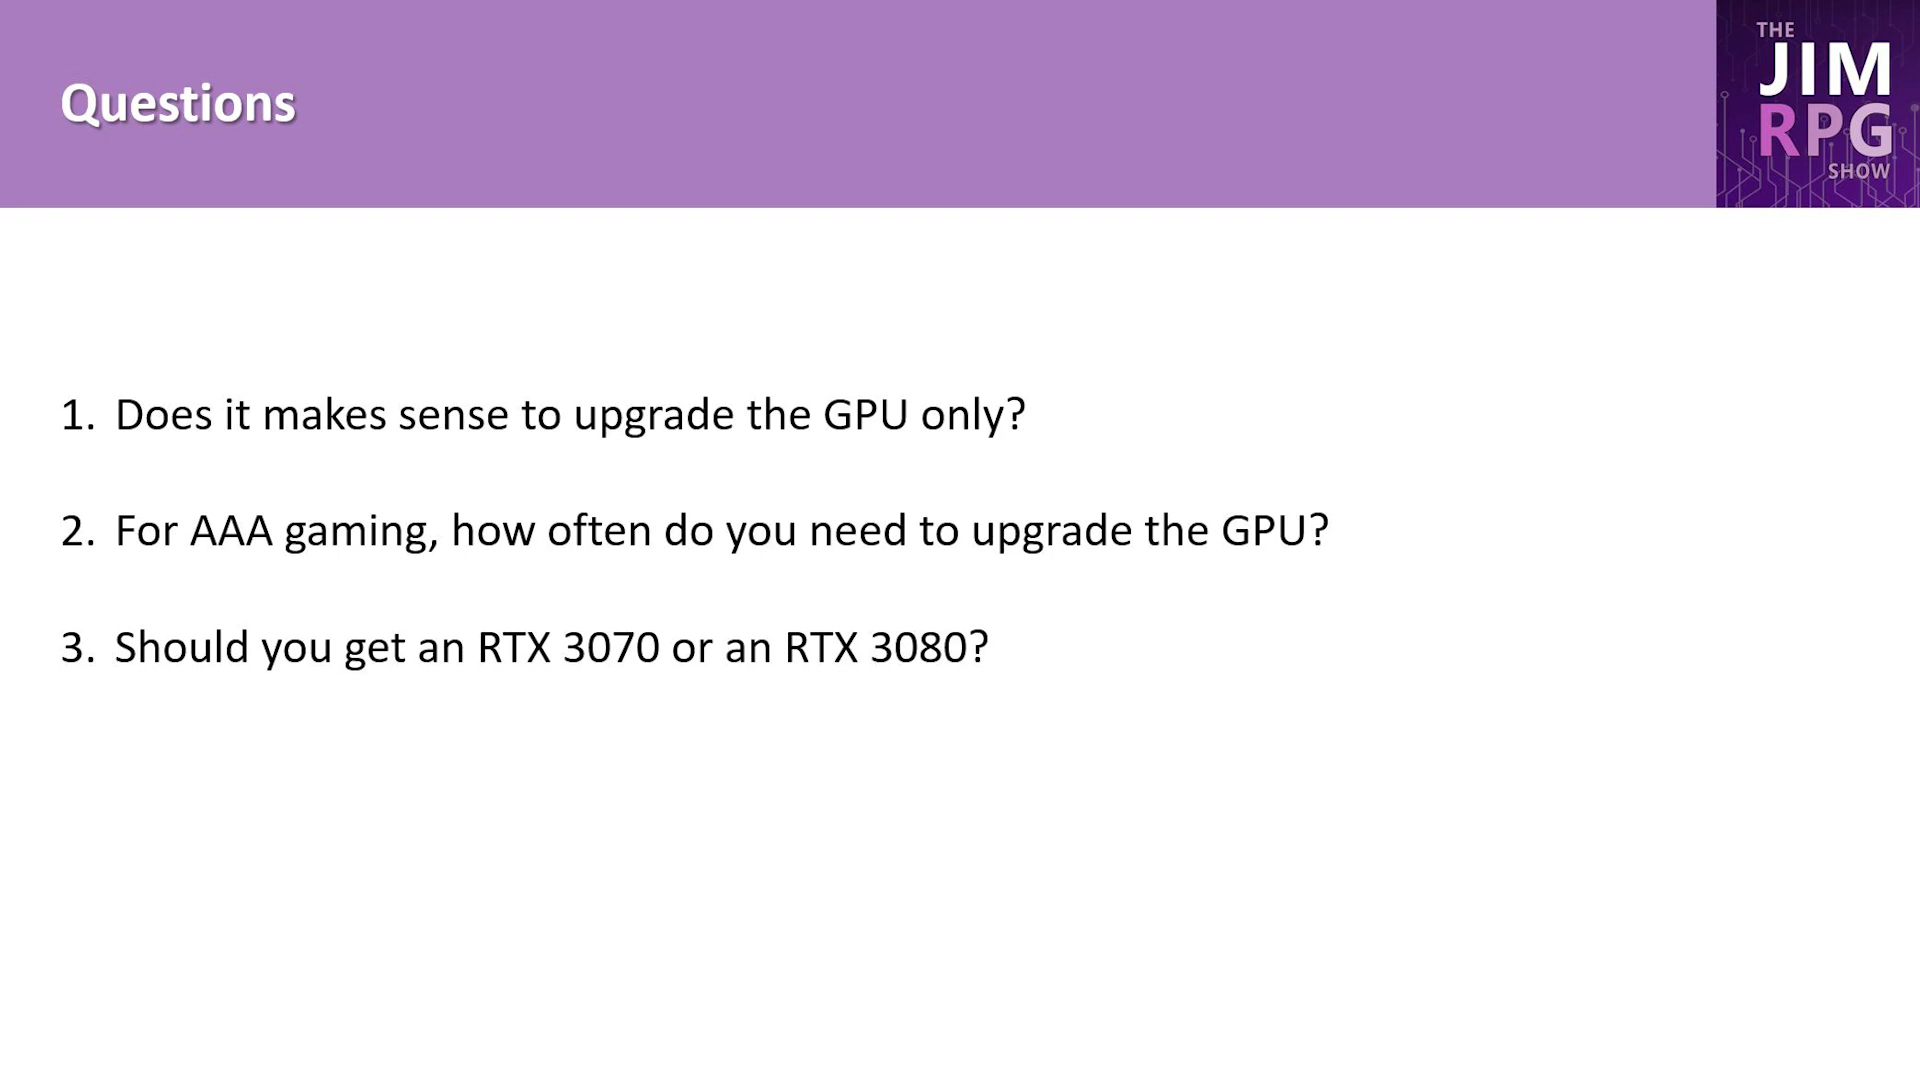 Questions
THE
JIM
RPG
SHOW
1. Does it makes sense to upgrade the GPU only?
2. For AAA gaming, how often do you need to upgrade the GPU?
3. Should you get an RTX 3070 or an RTX 3080?